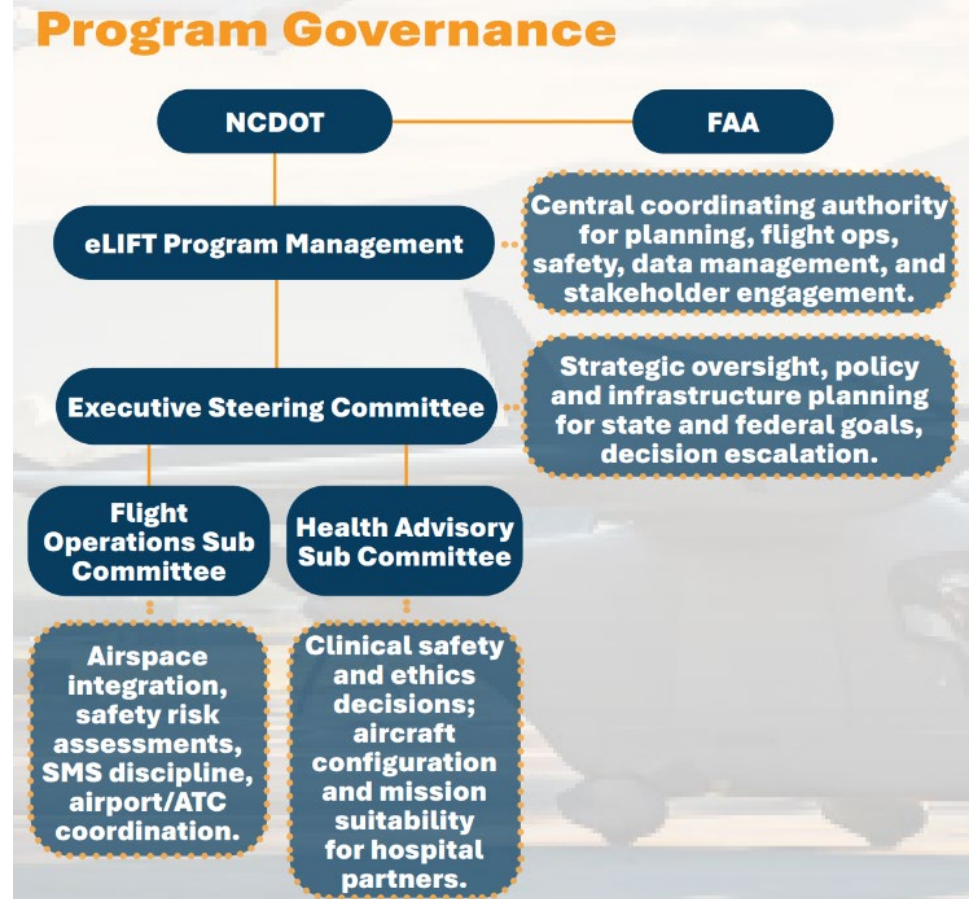 Program Governance
NCDOT
FAA
eLIFT Program Management
Central coordinating authority
for planning, flight ops,
safety, data management, and
stakeholder engagement.
Executive Steering Committee
Strategic oversight, policy
and infrastructure planning
for state and federal goals,
decision escalation.
Flight
Operations Sub
Committee
Health Advisory
Sub Committee
Airspace
integration,
safety risk
assessments,
SMS discipline,
airport/ATC
coordination.
Clinical safety
and ethics
decisions;
aircraft
configuration
and mission
suitability
for hospital
partners.